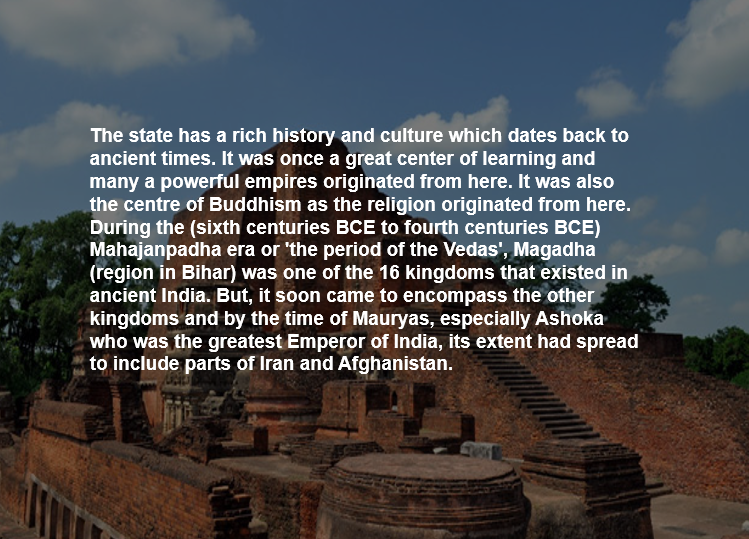 The state has a rich history and culture which dates back to
ancient times. It was once a great center of learning and
many a powerful empires originated from here. It was also
the centre of Buddhism as the religion originated from here.
During the (sixth centuries BCE to fourth centuries BCE)
Mahajanpadha era or 'the period of the Vedas', Magadha
(region in Bihar) was one of the 16 kingdoms that existed in
ancient India. But, it soon came to encompass the other
kingdoms and by the time of Mauryas, especially Ashoka
who was the greatest Emperor of India, its extent had spread
to include parts of Iran and Afghanistan.